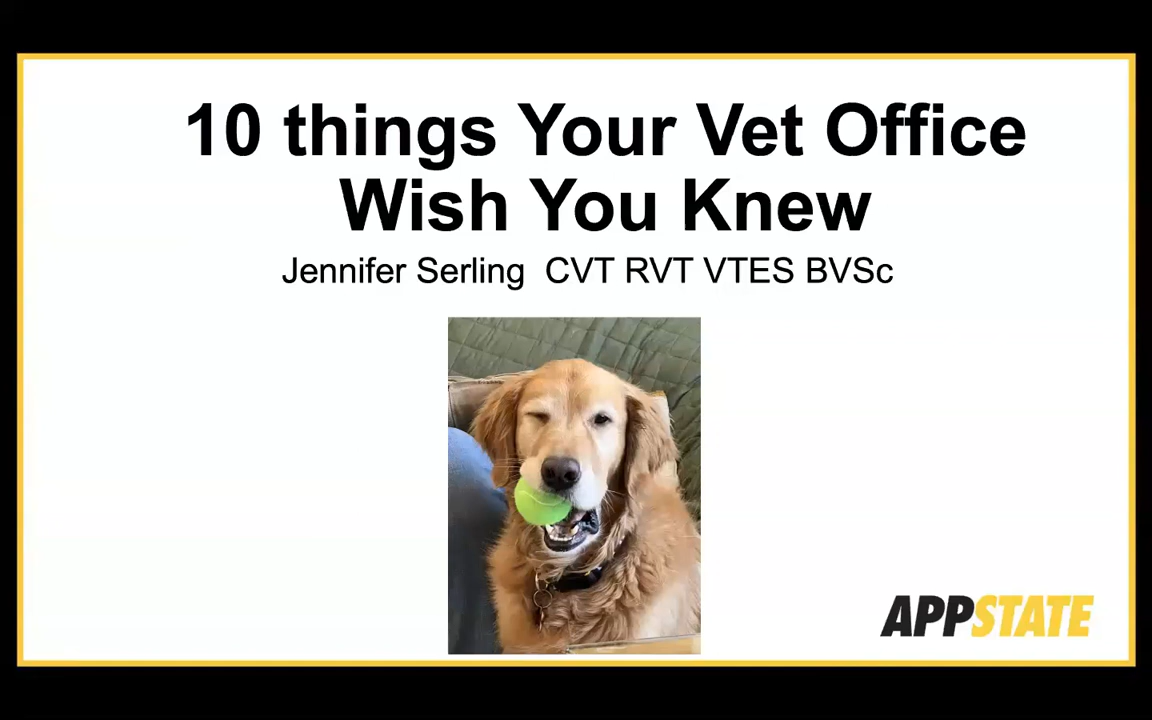 10 things Your Vet Office
Wish You Knew
Jennifer Serling CVT RVT VTES BVSc
APPSTATE